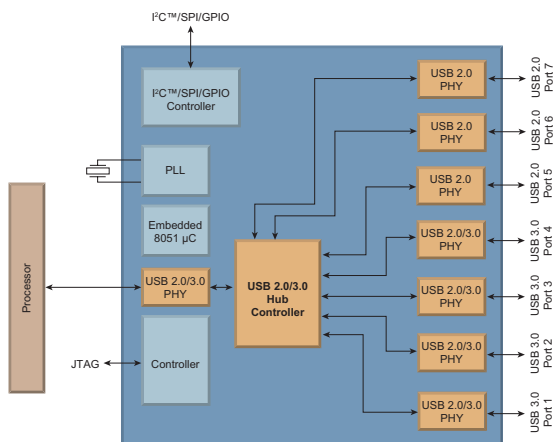 I²C™/SPI/GPIO
I²C™/SPI/GPIO
Controller
PLL
Embedded
8051 µC
USB 2.0/3.0
PHY
Controller
JTAG
Processor
USB 2.0/3.0
Hub
Controller
USB 2.0
PHY
USB 2.0
Port 7
USB 2.0
PHY
USB 2.0
Port 6
USB 2.0
PHY
USB 2.0
Port 5
USB 2.0/3.0
PHY
USB 3.0
Port 4
USB 2.0/3.0
PHY
USB 3.0
Port 3
USB 2.0/3.0
PHY
USB 3.0
Port 2
USB 2.0/3.0
PHY
USB 3.0
Port 1